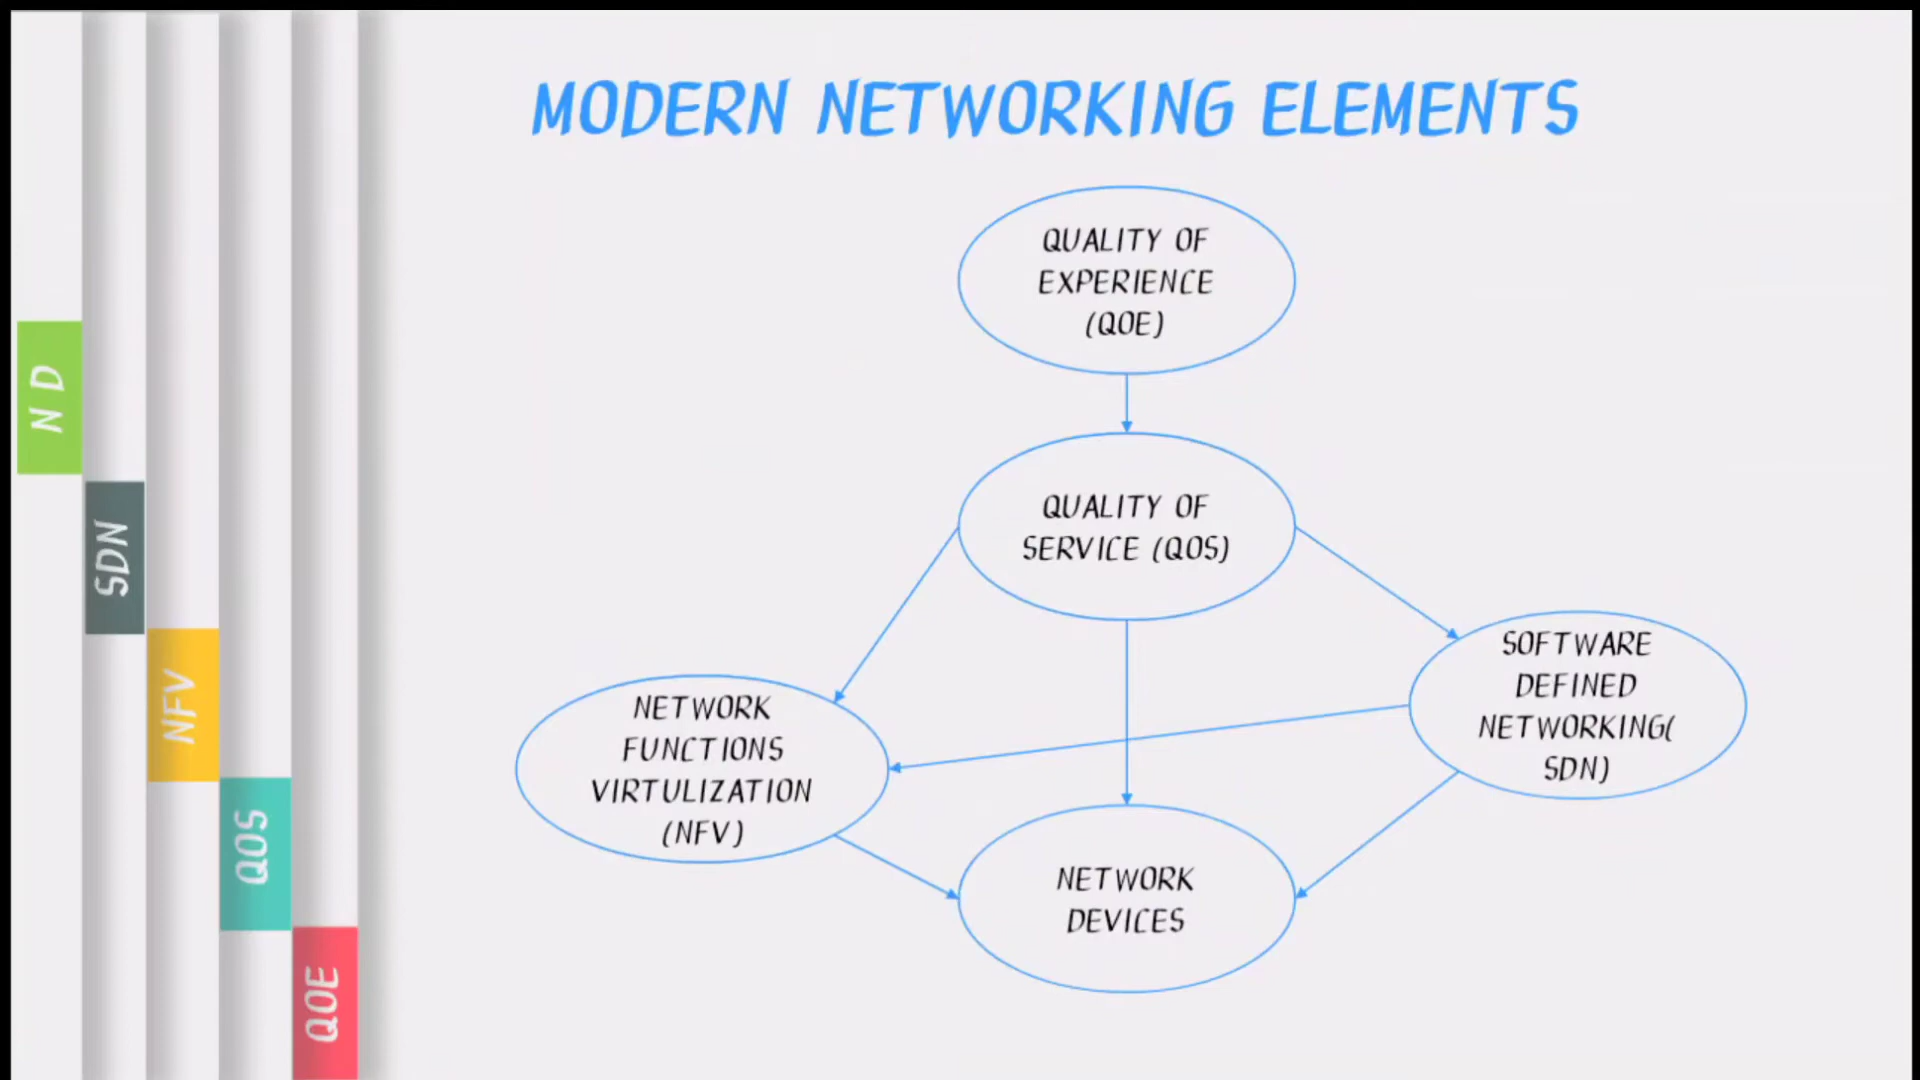 MODERN NETWORKING ELEMENTS
QUALITY OF
EXPERIENCE
(QOE)
QUALITY OF
SERVICE (QOS)
SOFTWARE
DEFINED
NETWORKING(
SDN)
NETWORK
FUNCTIONS
VIRTULIZATION
(NFV)
NETWORK
DEVICES
N D
SDN
NFV
QOS
QOE